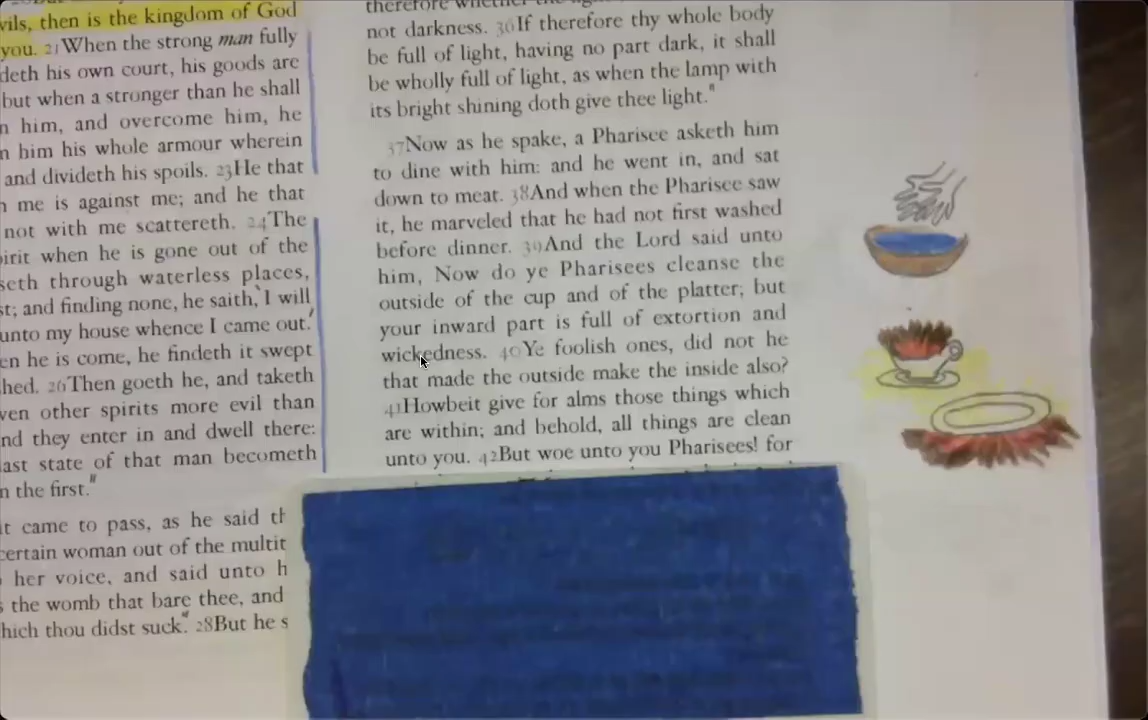 vils, then is the kingdom of God
you. 21When the strong man fully
deth his own court, his goods are
but when a stronger than he shall
n him, and overcome him, he
n him his whole armour wherein
and divideth his spoils. 23He that
me is against me; and he that
not with me scattereth. 24The
irit when he is gone out of the
seth through waterless places,
st; and finding none, he saith, 'I will
unto my house whence I came out.'
en he is come, he findeth it swept
hed. 26Then goeth he, and taketh
ven other spirits more evil than
nd they enter in and dwell there:
ast state of that man becometh
n the first."
it came to pass, as he said th
certain woman out of the multit
her voice, and said unto h
s the womb that bare thee, and
hich thou didst suck." 28But he s
therefore whether the
not darkness. 36If therefore thy whole body
be full of light, having no part dark, it shall
be wholly full of light, as when the lamp with
its bright shining doth give thee light."
37Now as he spake, a Pharisee asketh him
to dine with him: and he went in, and sat
down to meat. 38And when the Pharisee saw
it, he marveled that he had not first washed
before dinner. 39And the Lord said unto
him, Now do ye Pharisees cleanse the
outside of the cup and of the platter; but
your inward part is full of extortion and
wickedness. 40Ye foolish ones, did not he
that made the outside make the inside also?
41Howbeit give for alms those things which
are within; and behold, all things are clean
unto you. 42But woe unto you Pharisees! for